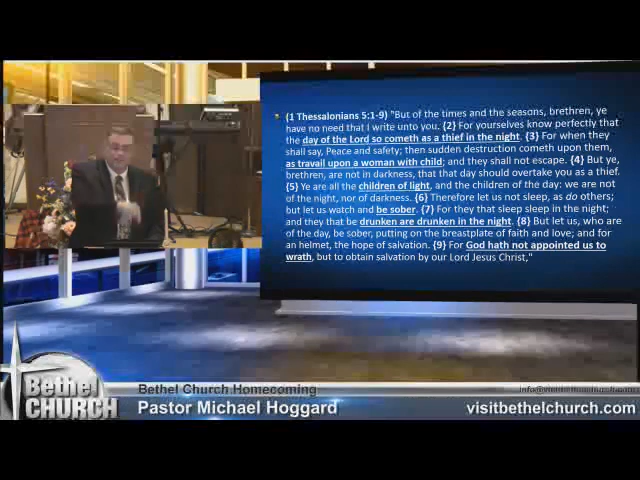 (1 Thessalonians 5:1-9) "But of the times and the seasons, brethren, ye
have no need that I write unto you. {2} For yourselves know perfectly that
the day of the Lord so cometh as a thief in the night. {3} For when they
shall say, Peace and safety; then sudden destruction cometh upon them,
as travail upon a woman with child; and they shall not escape. {4} But ye,
brethren, are not in darkness, that that day should overtake you as a thief.
{5} Ye are all the children of light, and the children of the day: we are not
of the night, nor of darkness. {6} Therefore let us not sleep, as do others;
but let us watch and be sober. {7} For they that sleep sleep in the night;
and they that be drunken are drunken in the night. {8} But let us, who are
of the day, be sober, putting on the breastplate of faith and love; and for
an helmet, the hope of salvation. {9} For God hath not appointed us to
wrath, but to obtain salvation by our Lord Jesus Christ,"
Bethel
CHURCH
Bethel Church Homecoming
Pastor Michael Hoggard
visitbethelchurch.com